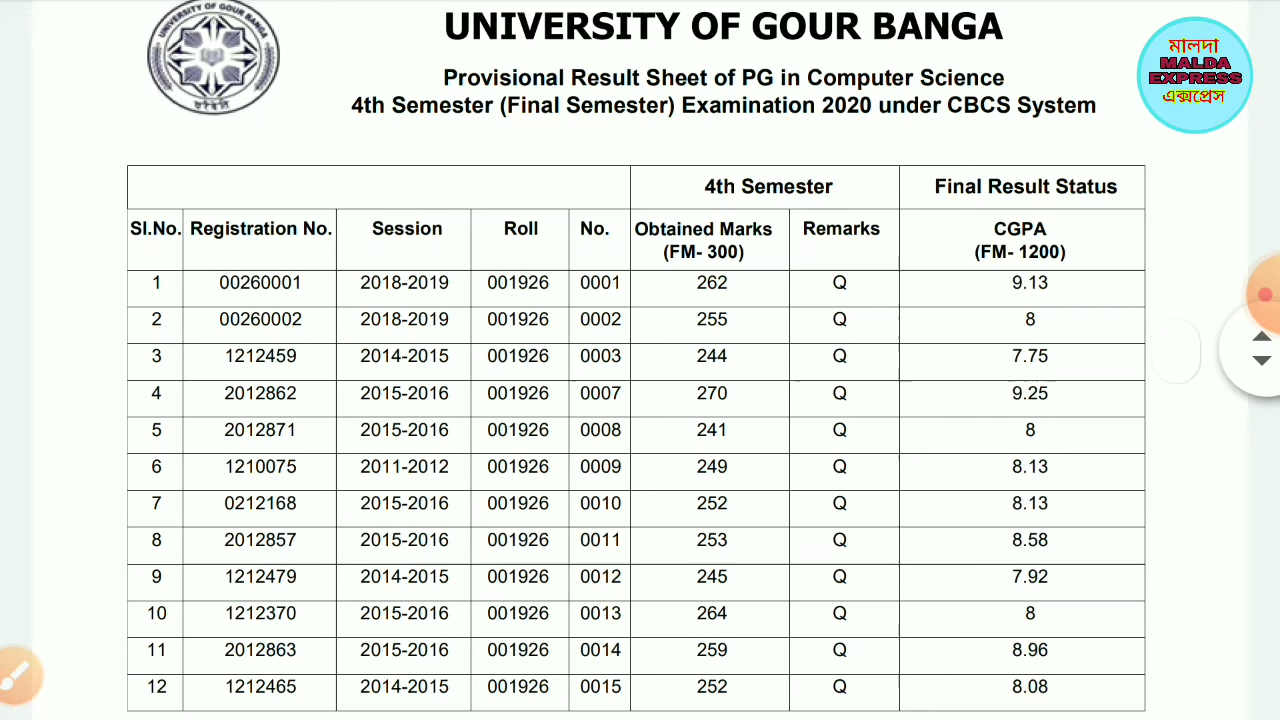 UNIVERSITY OF GOUR BANGA
UNIVERSITY OF GOUR BANGA
Provisional Result Sheet of PG in Computer Science
4th Semester (Final Semester) Examination 2020 under CBCS System
মালদা
MALDA
EXPRESS
এক্সপ্রেস
4th Semester Final Result Status
Sl.No. Registration No. Session Roll No. Obtained Marks Remarks CGPA
(FM- 300) (FM- 1200)
1 00260001 2018-2019 001926 0001 262 Q 9.13
2 00260002 2018-2019 001926 0002 255 Q 8
3 1212459 2014-2015 001926 0003 244 Q 7.75
4 2012862 2015-2016 001926 0007 270 Q 9.25
5 2012871 2015-2016 001926 0008 241 Q 8
6 1210075 2011-2012 001926 0009 249 Q 8.13
7 0212168 2015-2016 001926 0010 252 Q 8.13
8 2012857 2015-2016 001926 0011 253 Q 8.58
9 1212479 2014-2015 001926 0012 245 Q 7.92
10 1212370 2015-2016 001926 0013 264 Q 8
11 2012863 2015-2016 001926 0014 259 Q 8.96
12 1212465 2014-2015 001926 0015 252 Q 8.08